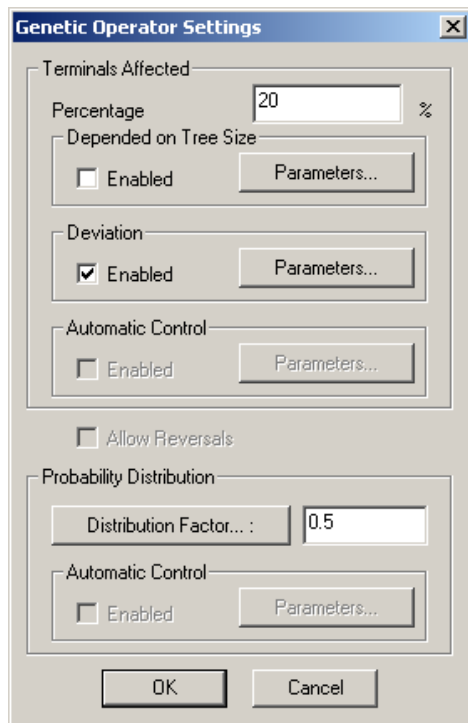 Genetic Operator Settings
Terminals Affected
Percentage 20 %
Depended on Tree Size
Enabled Parameters...
Deviation
Enabled Parameters...
Automatic Control
Enabled Parameters...
Allow Reversals
Probability Distribution
Distribution Factor... : 0.5
Automatic Control
Enabled Parameters...
OK Cancel